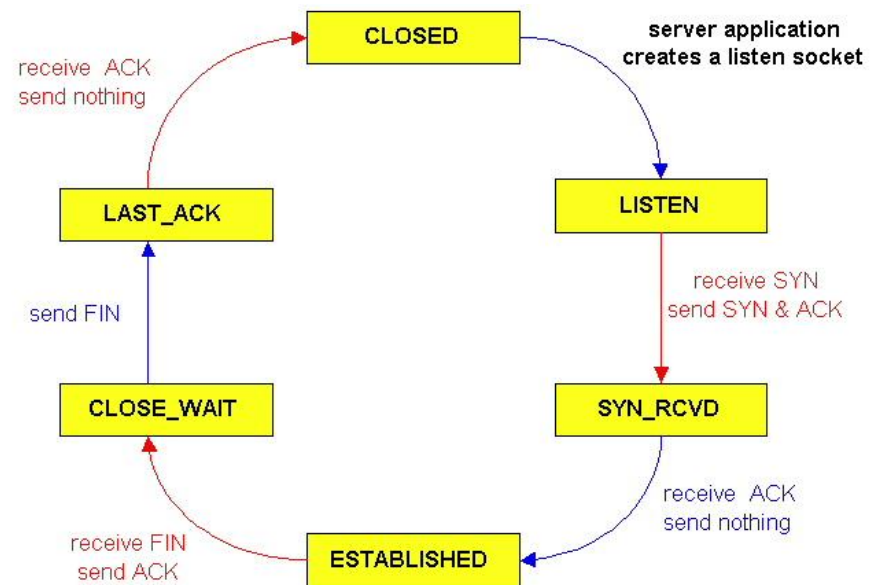 CLOSED
server application
creates a listen socket
receive ACK
send nothing
LAST_ACK
LISTEN
receive SYN
send SYN & ACK
send FIN
CLOSE_WAIT
SYN_RCVD
receive ACK
send nothing
receive FIN
send ACK
ESTABLISHED